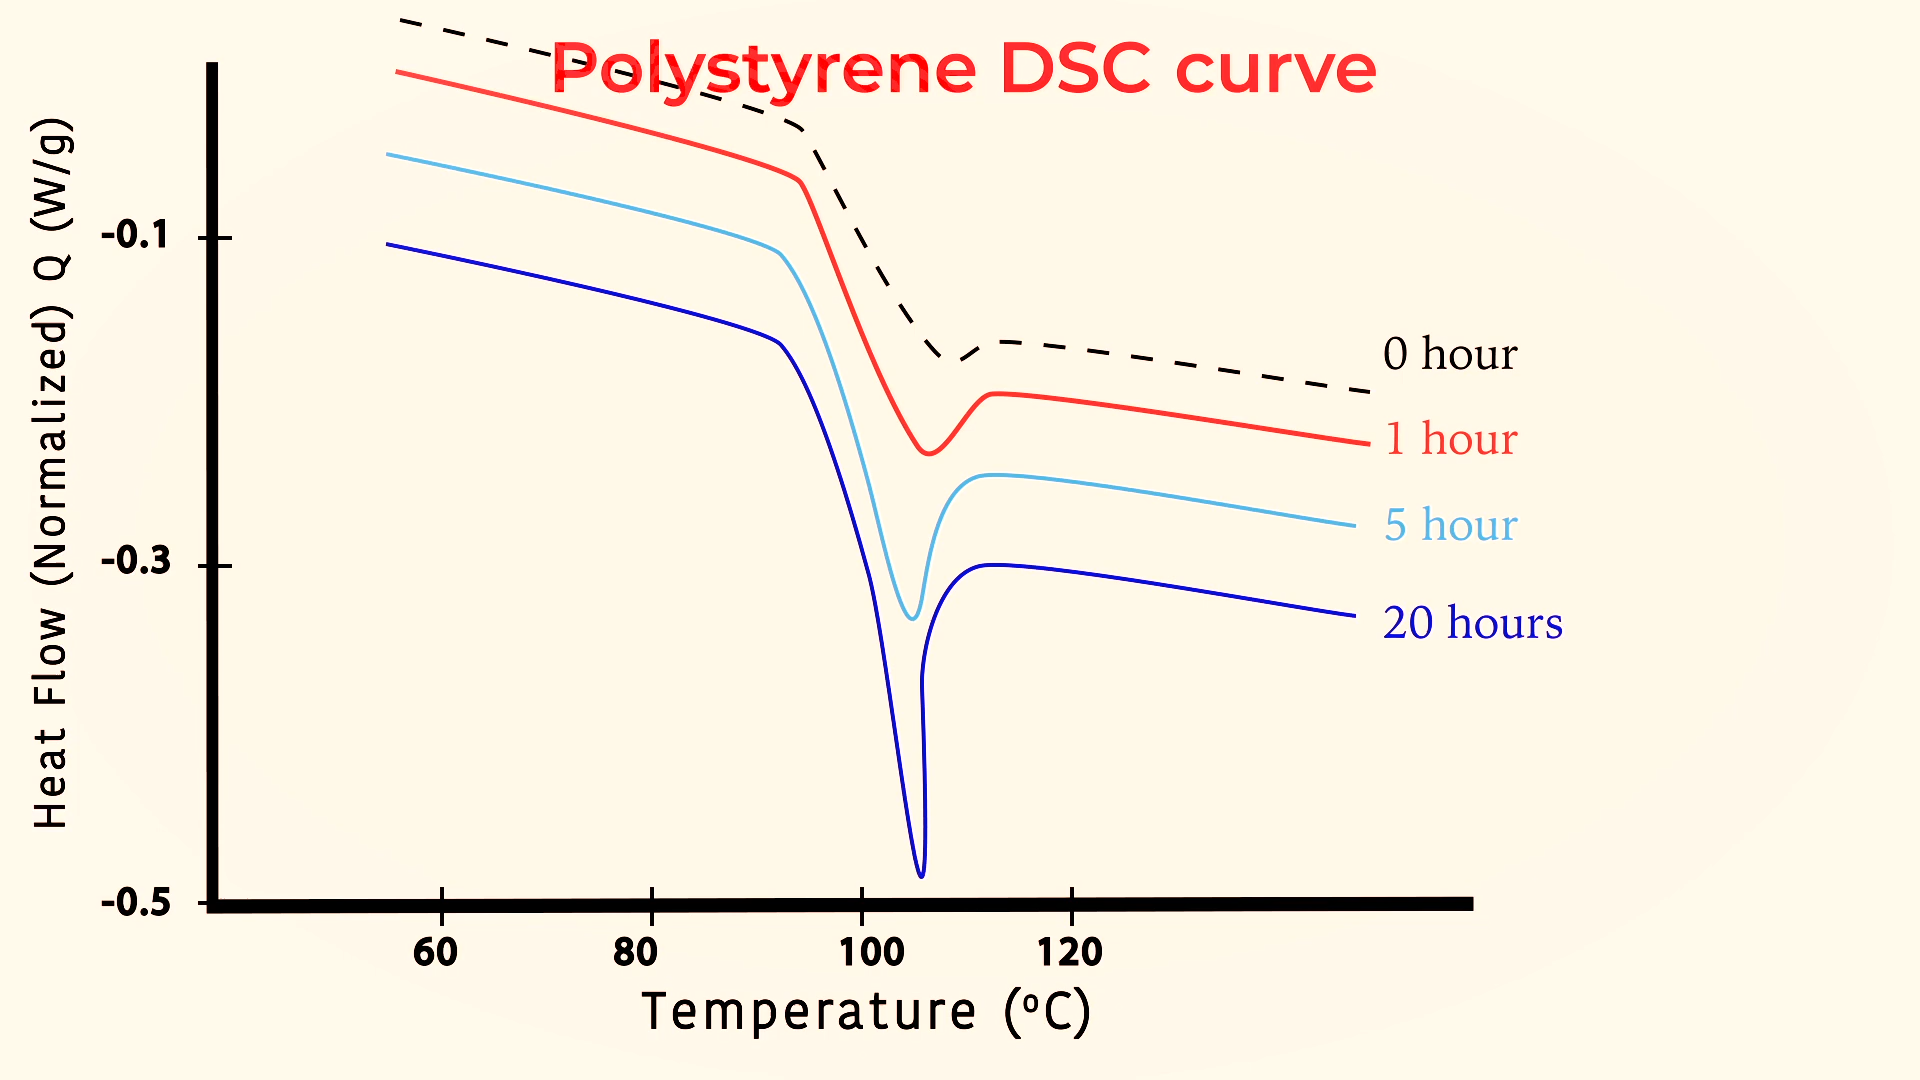 Polystyrene DSC curve
Heat Flow (Normalized) Q (W/g)
-0.1
-0.3
-0.5
0 hour
1 hour
5 hour
20 hours
60 80 100 120
Temperature (ºC)